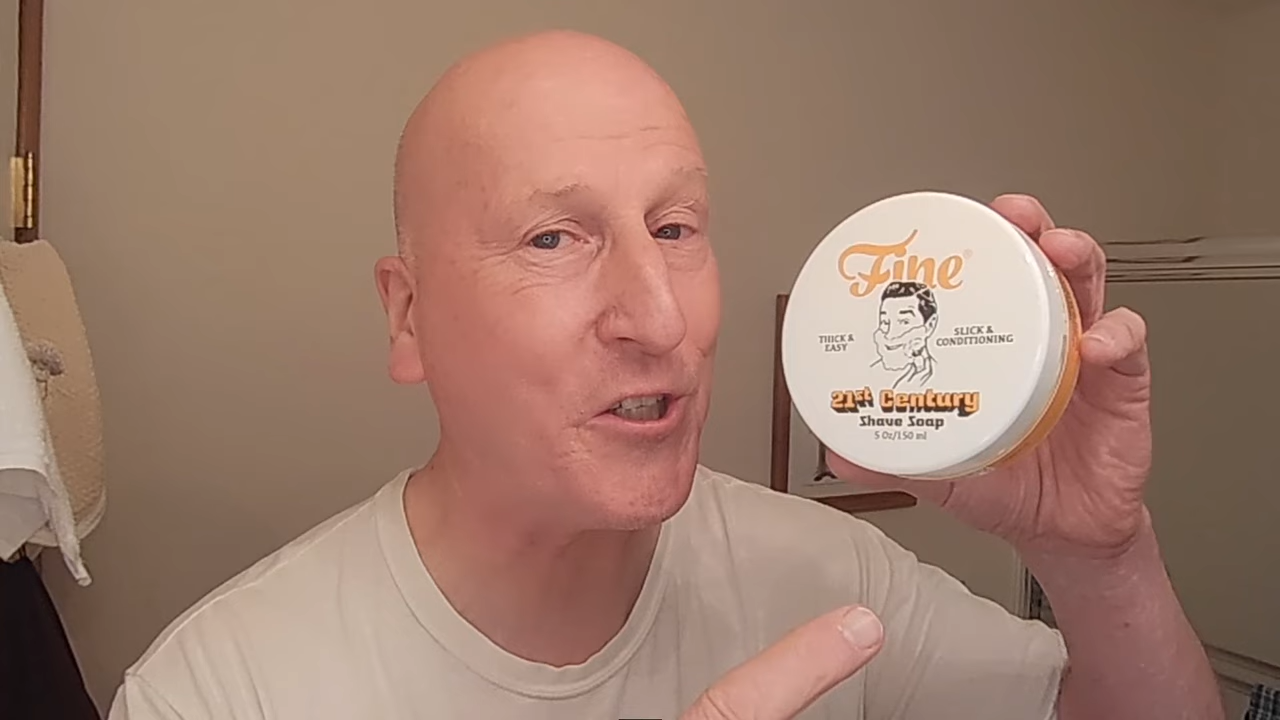 Fine®
THICK &
EASY
SLICK &
CONDITIONING
21st Century
Shave Soap
5 Oz/150 ml